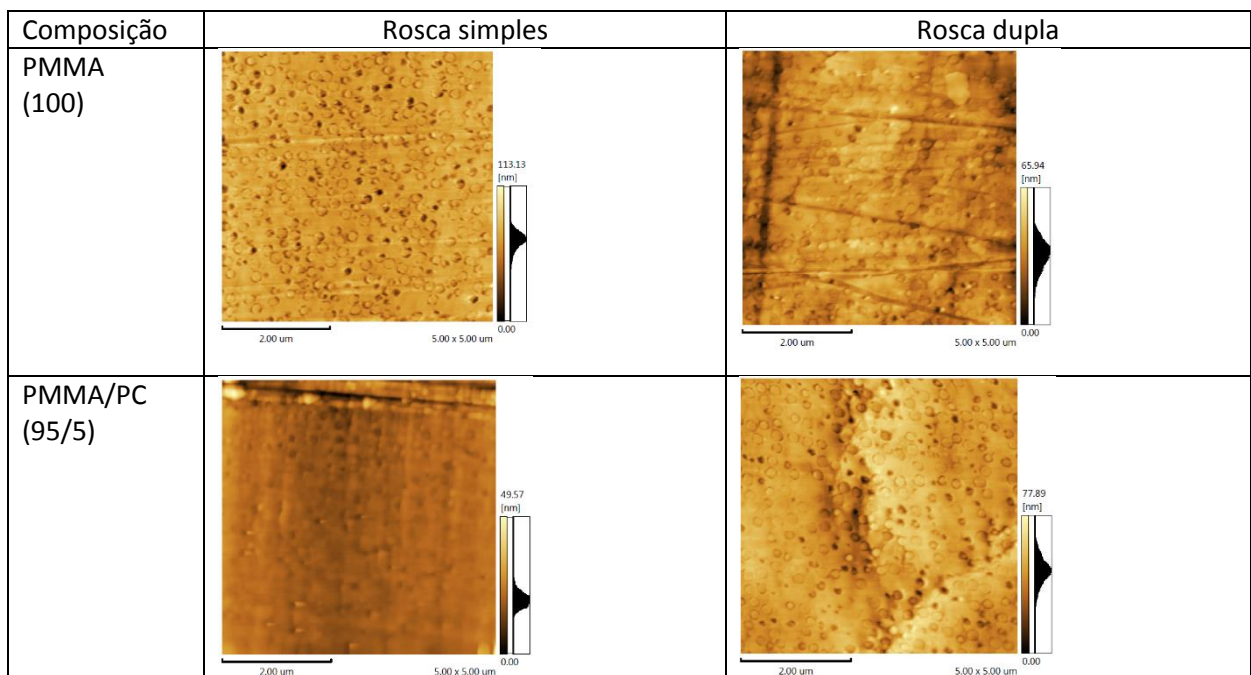 Composição Rosca simples Rosca dupla
PMMA
(100)
113.13
[nm]
0.00
2.00 um 5.00 x 5.00 um
65.94
[nm]
0.00
2.00 um 5.00 x 5.00 um
PMMA/PC
(95/5)
49.57
[nm]
0.00
2.00 um 5.00 x 5.00 um
77.89
[nm]
0.00
2.00 um 5.00 x 5.00 um